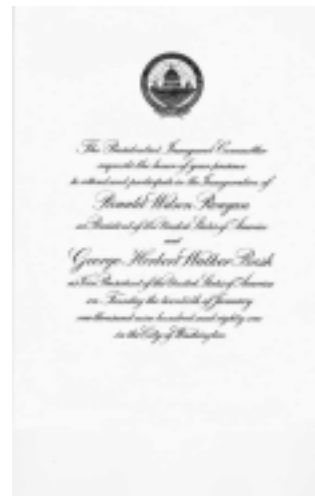 The Presidential Inaugural Committee
requests the honor of your presence
to attend and participate in the Inauguration of
Ronald Wilson Reagan
as President of the United States of America
and
George Herbert Walker Bush
as Vice President of the United States of America
on Tuesday the twentieth of January
one thousand nine hundred and eighty one
in the City of Washington